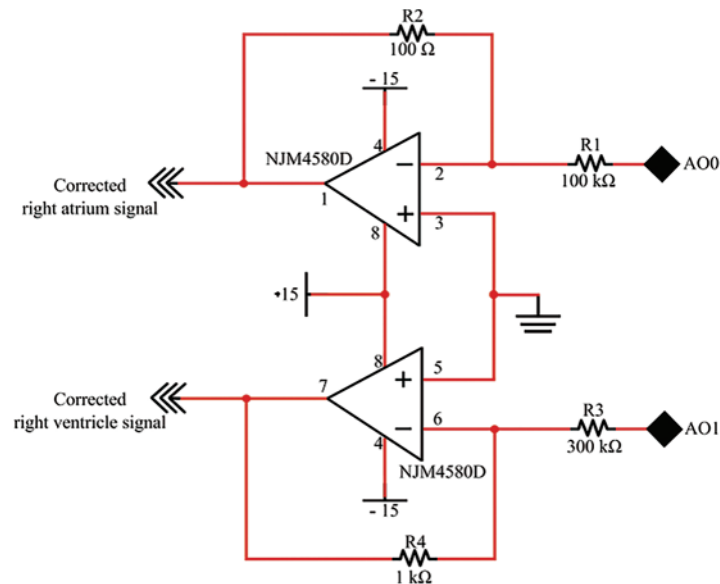 R2
100 Ω
- 15
4
NJM4580D
−
2
R1
100 kΩ
AO0
Corrected
right atrium signal
1
+
3
8
+15
8
+
5
7
Corrected
right ventricle signal
−
6
R3
300 kΩ
AO1
4
NJM4580D
- 15
R4
1 kΩ